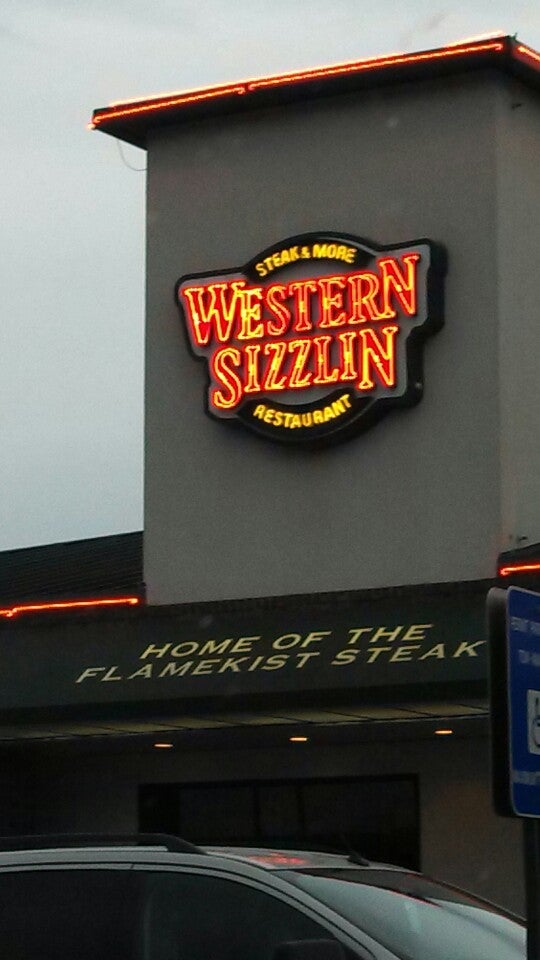 STEAK & MORE
WESTERN
SIZZLIN
RESTAURANT
HOME OF THE
FLAMEKIST STEAK